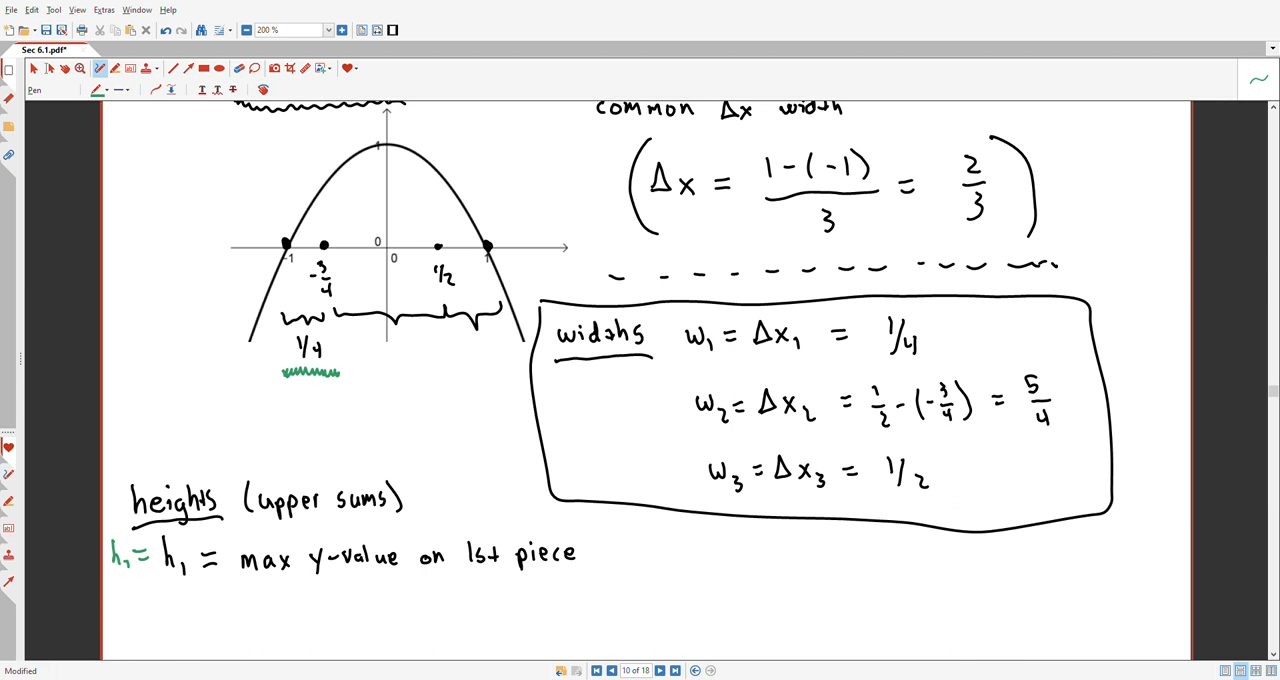 File Edit Tool View Extras Window Help
200 %
Sec 6.1.pdf*
Pen
common Δx width
(Δx = 1-(-1)/3 = 2/3)
1
0
-1 0 1
-3/4 1/2
1/4
widths w₁ = Δx₁ = 1/4
w₂ = Δx₂ = 1/2 - (-3/4) = 5/4
w₃ = Δx₃ = 1/2
heights (upper sums)
h₁ = h₁ = max y-value on 1st piece
Modified
10 of 18